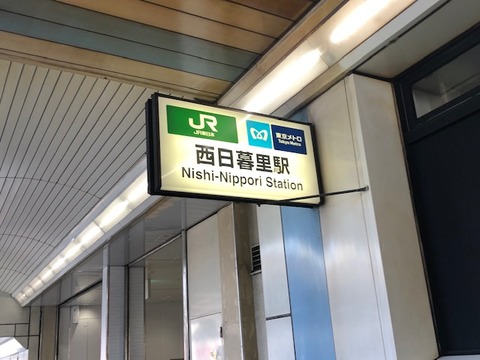 JR
JR東日本
東京メトロ
Tokyo Metro
西日暮里駅
Nishi-Nippori Station